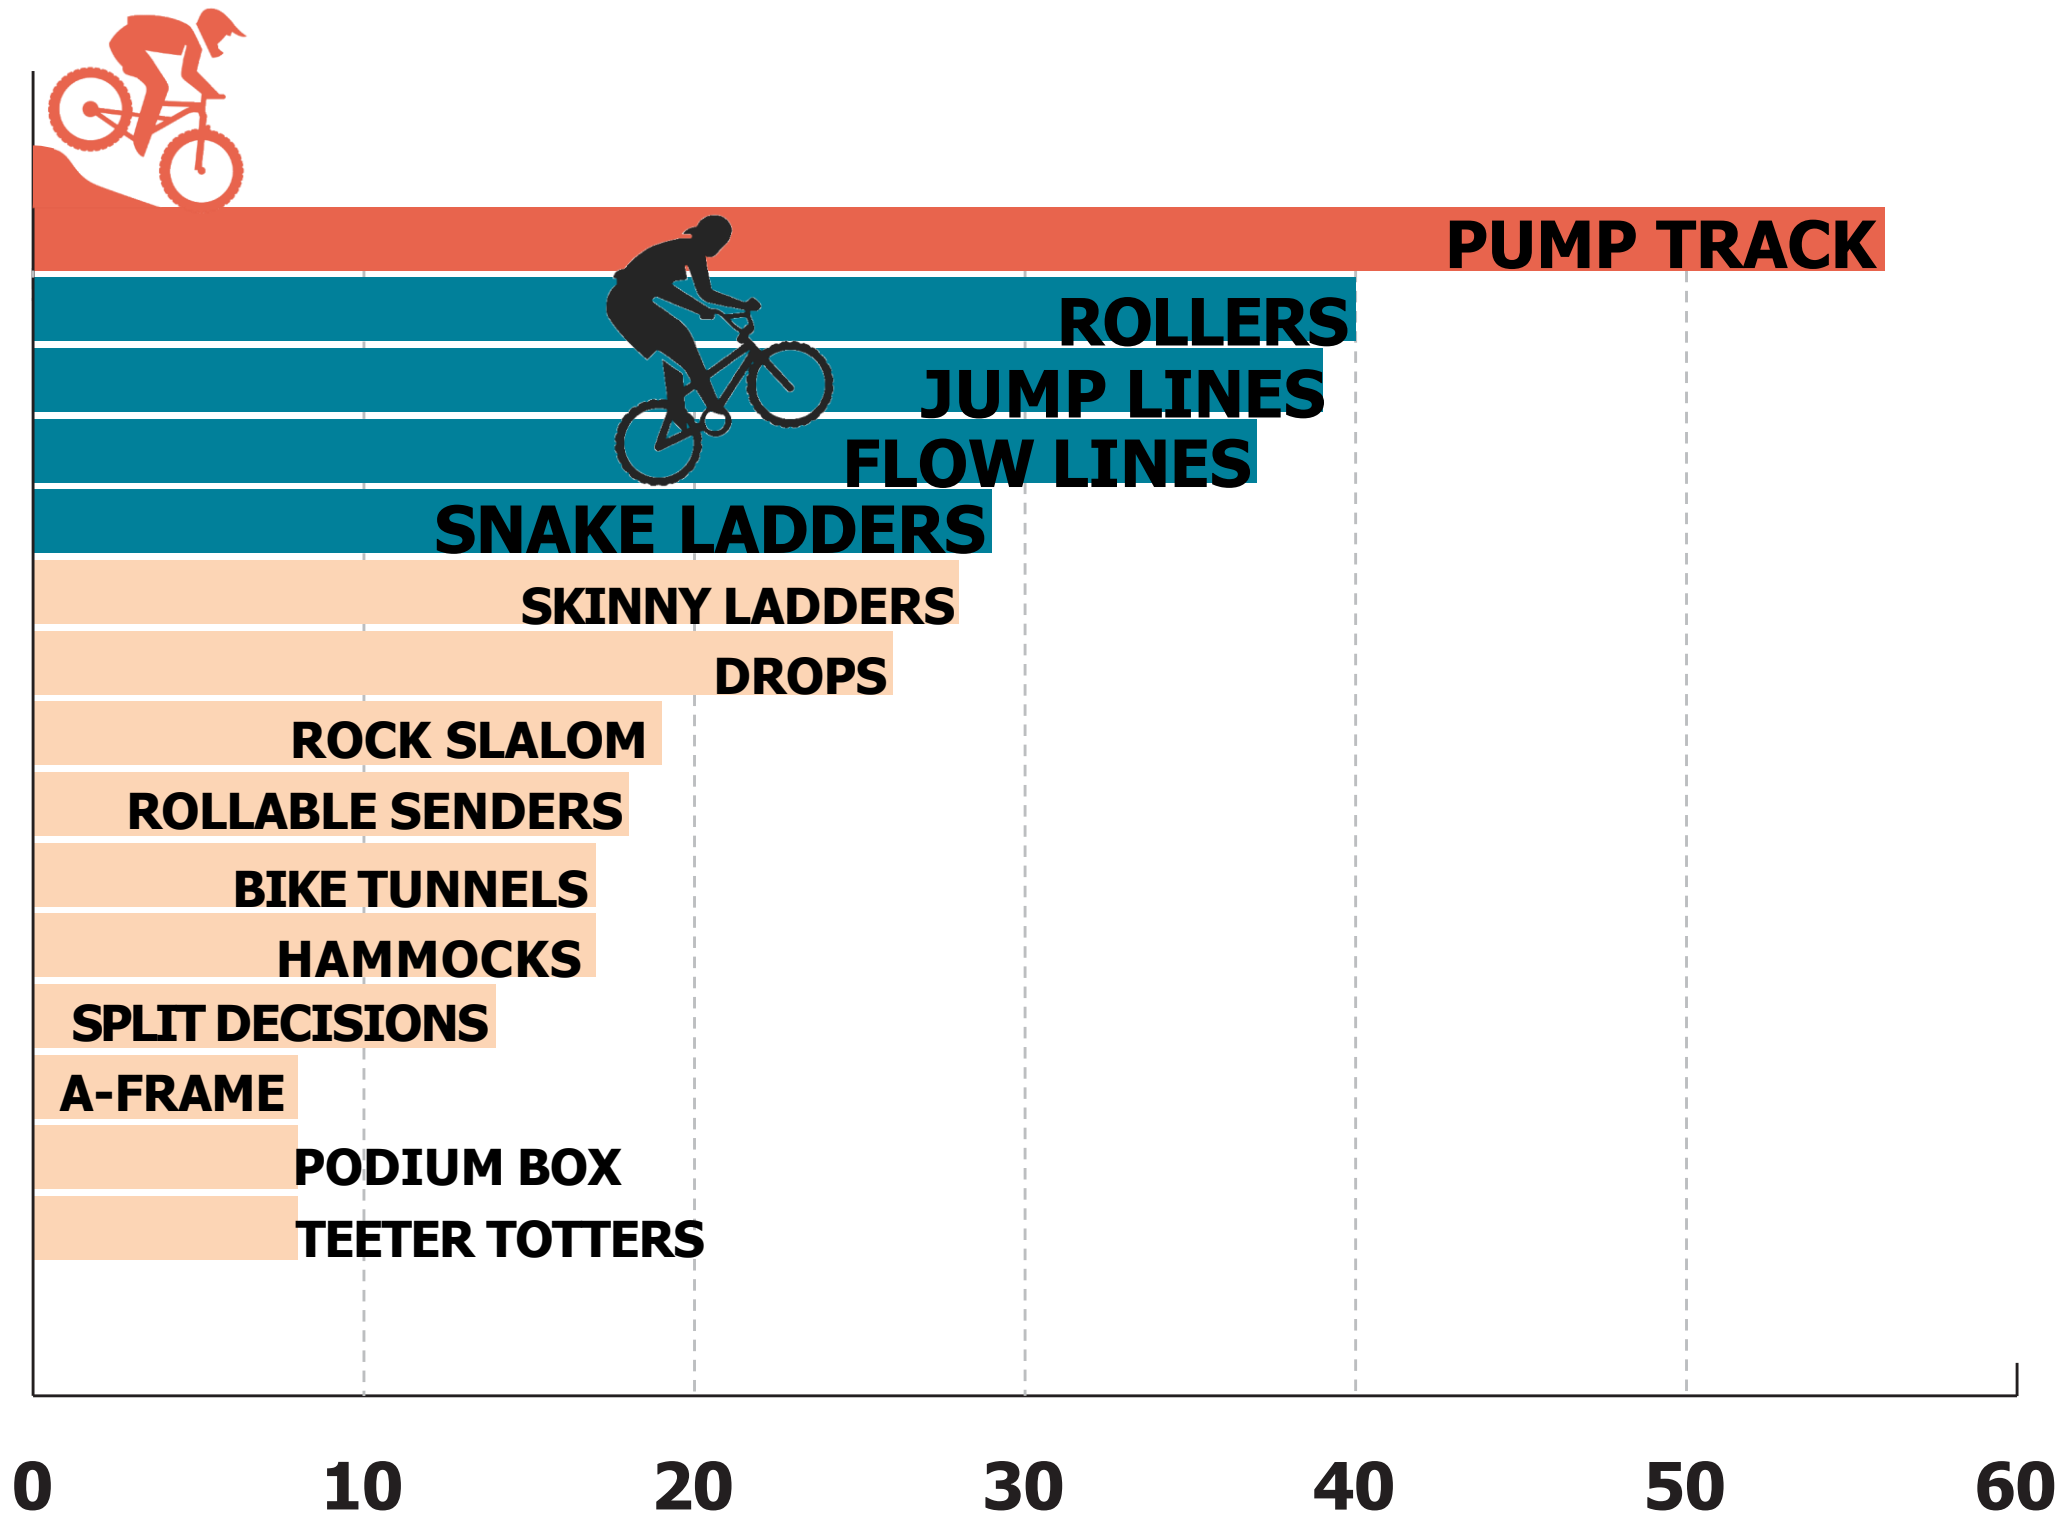 PUMP TRACK
ROLLERS
JUMP LINES
FLOW LINES
SNAKE LADDERS
SKINNY LADDERS
DROPS
ROCK SLALOM
ROLLABLE SENDERS
BIKE TUNNELS
HAMMOCKS
SPLIT DECISIONS
A-FRAME
PODIUM BOX
TEETER TOTTERS
0 10 20 30 40 50 60